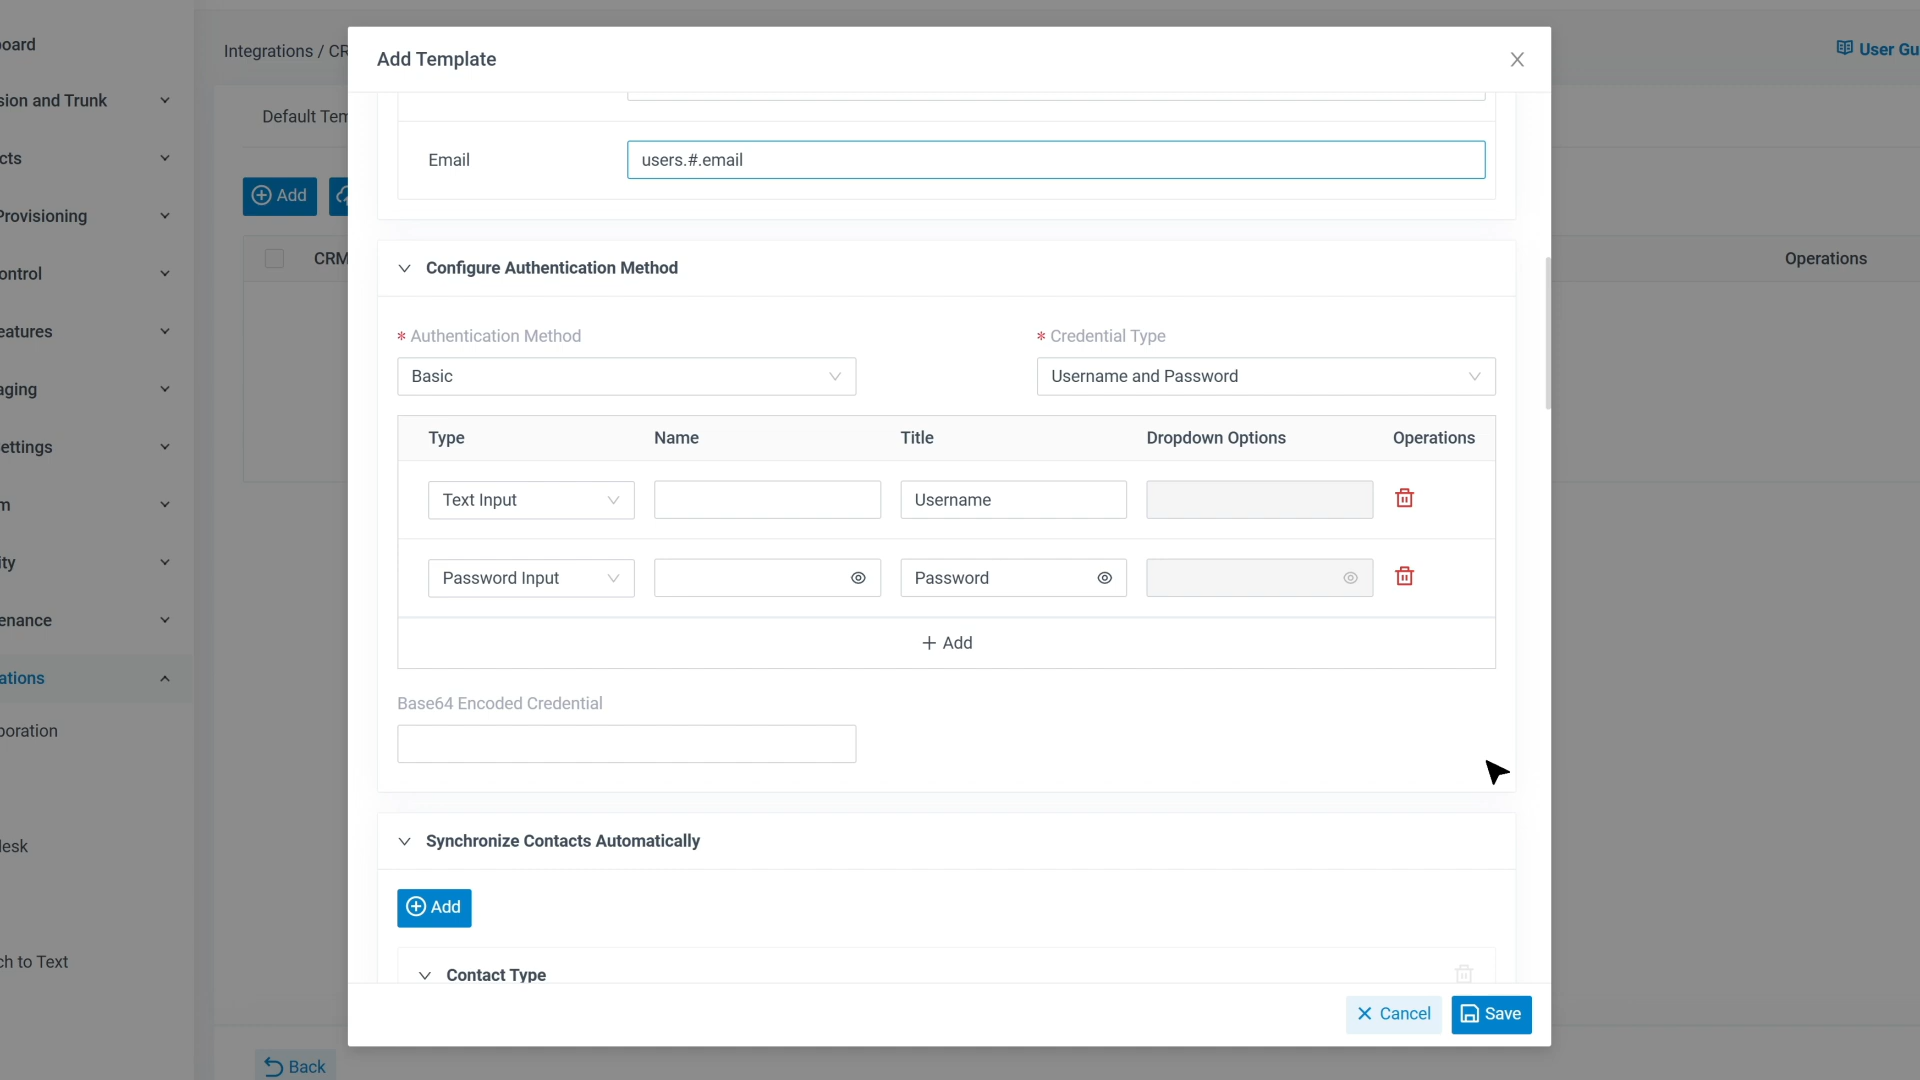 Add Template
Integrations / CR
User Gu
oard
sion and Trunk
cts
Provisioning
ontrol
eatures
aging
ettings
m
ity
enance
ations
poration
desk
ch to Text
Default Tem
Add
CRM
Operations
Email
users.#.email
Configure Authentication Method
* Authentication Method
* Credential Type
Basic
Username and Password
Type Name Title Dropdown Options Operations
Text Input
Username
Password Input
Password
+ Add
Base64 Encoded Credential
Synchronize Contacts Automatically
Add
Contact Type
Cancel
Save
Back